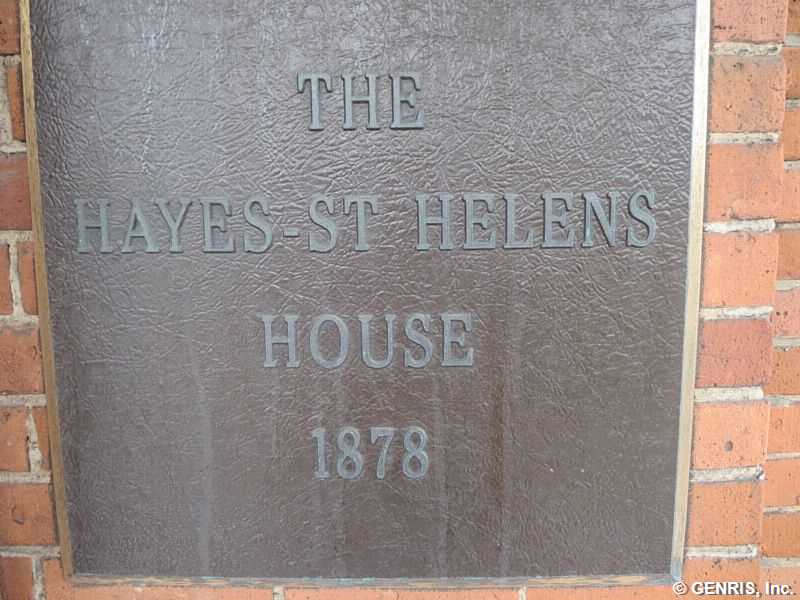 THE
HAYES-ST HELENS
HOUSE
1878
© GENRIS, Inc.